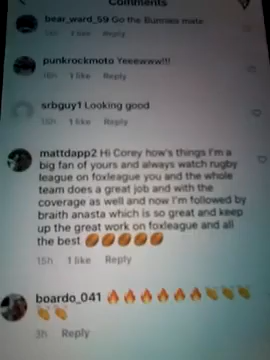 Comments
bear_ward_59 Go the Bunnies mate
1 like Reply
punkrockmoto Yeeewww!!!
1 like Reply
srbguy1 Looking good
15h 1 like Reply
mattdapp2 Hi Corey how's things I'm a
big fan of yours and always watch rugby
league on foxleague you and the whole
team does a great job and with the
coverage as well and now I'm followed by
braith anasta which is so great and keep
up the great work on foxleague and all
the best 🏉🏉🏉🏉🏉
15h 1 like Reply
boardo_041 🔥🔥🔥🔥🔥🔥👏👏👏
👏👏
3h Reply